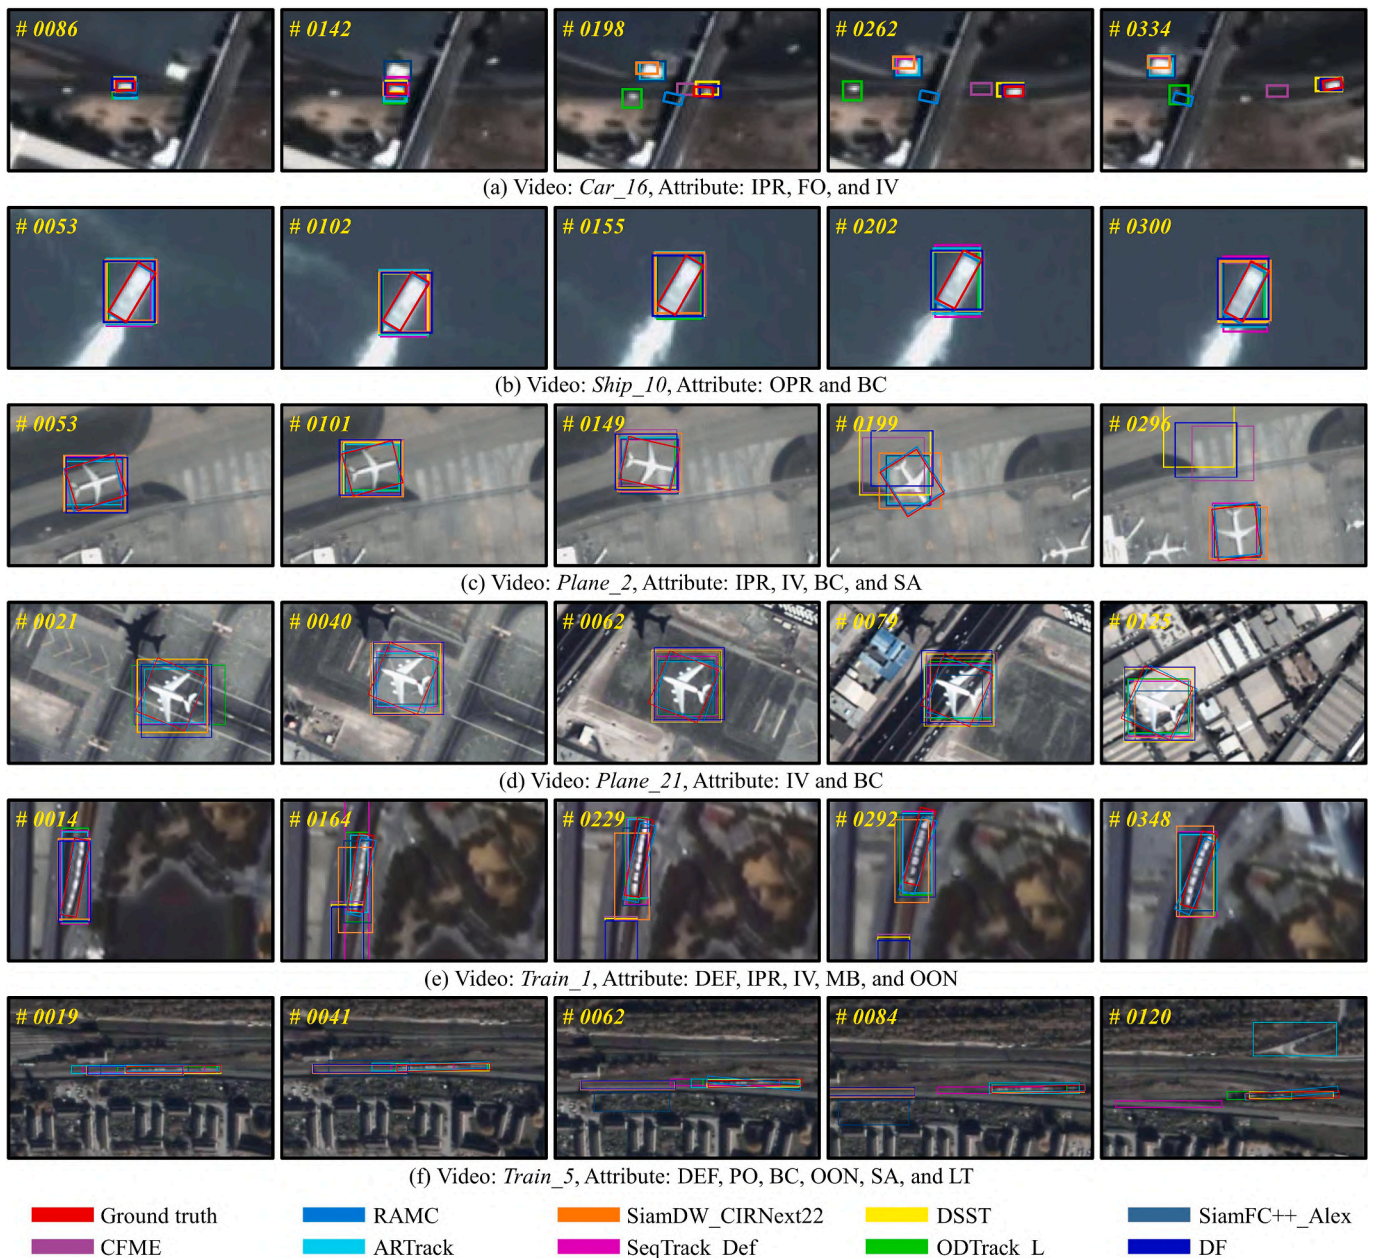 # 0086 # 0142 # 0198 # 0262 # 0334
(a) Video: Car_16, Attribute: IPR, FO, and IV
# 0053 # 0102 # 0155 # 0202 # 0300
(b) Video: Ship_10, Attribute: OPR and BC
# 0053 # 0101 # 0149 # 0199 # 0296
(c) Video: Plane_2, Attribute: IPR, IV, BC, and SA
# 0021 # 0040 # 0062 # 0079 # 0125
(d) Video: Plane_21, Attribute: IV and BC
# 0014 # 0164 # 0229 # 0292 # 0348
(e) Video: Train_1, Attribute: DEF, IPR, IV, MB, and OON
# 0019 # 0041 # 0062 # 0084 # 0120
(f) Video: Train_5, Attribute: DEF, PO, BC, OON, SA, and LT
Ground truth RAMC SiamDW_CIRNext22 DSST SiamFC++_Alex
CFME ARTrack SeqTrack_Def ODTrack_L DF